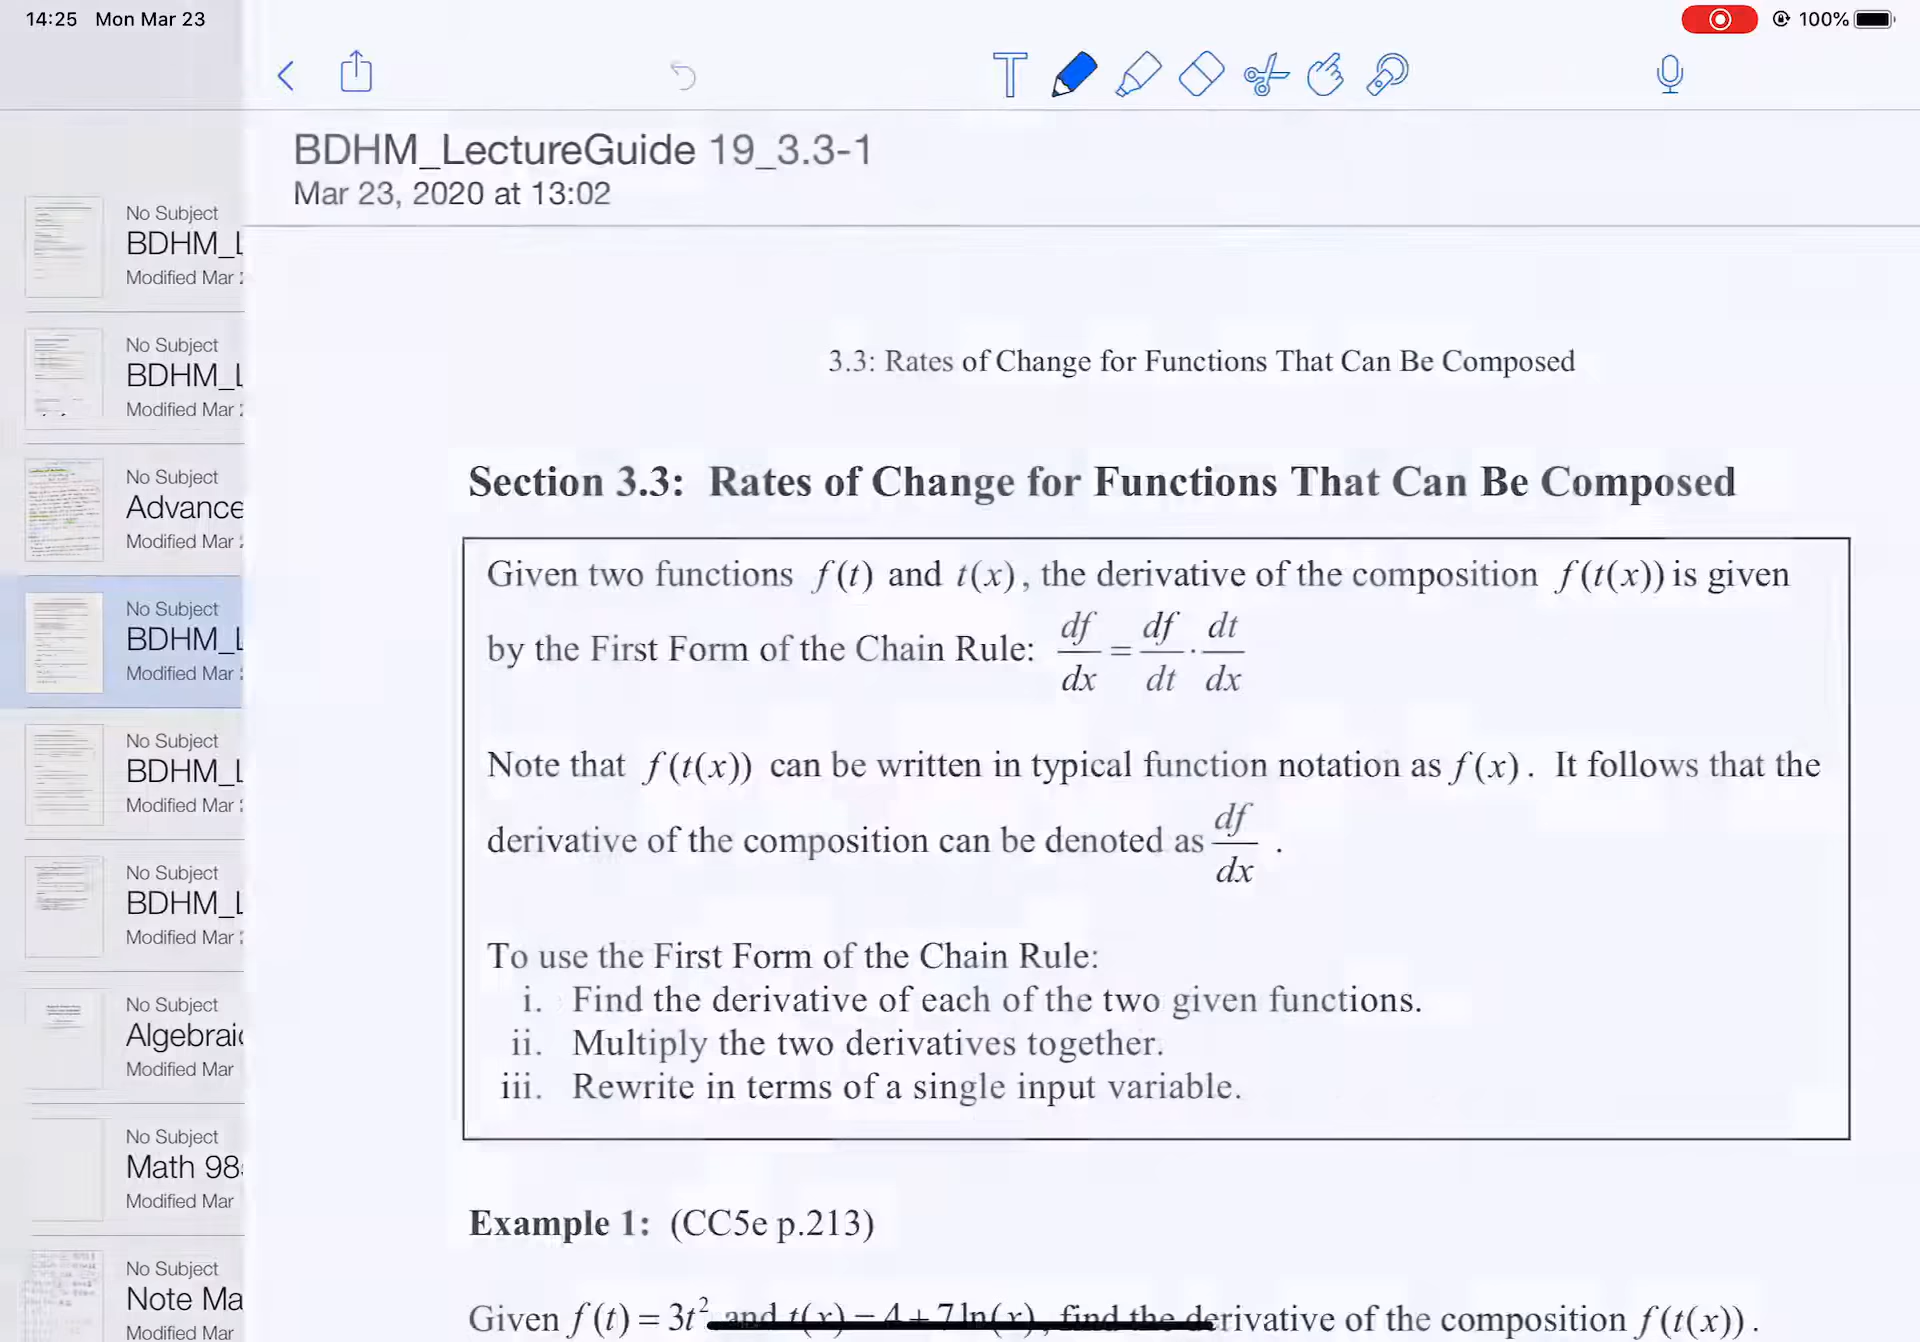 14:25 Mon Mar 23
100%
BDHM_LectureGuide 19_3.3-1
Mar 23, 2020 at 13:02
No Subject
BDHM_L
Modified Mar 2
No Subject
BDHM_L
Modified Mar 2
No Subject
Advance
Modified Mar 2
No Subject
BDHM_L
Modified Mar
No Subject
BDHM_L
Modified Mar
No Subject
BDHM_L
Modified Mar
No Subject
Algebraic
Modified Mar
No Subject
Math 98
Modified Mar
No Subject
Note Ma
Modified Mar
3.3: Rates of Change for Functions That Can Be Composed
Section 3.3: Rates of Change for Functions That Can Be Composed
Given two functions f(t) and t(x), the derivative of the composition f(t(x)) is given
by the First Form of the Chain Rule: df/dx = df/dt · dt/dx
Note that f(t(x)) can be written in typical function notation as f(x). It follows that the
derivative of the composition can be denoted as df/dx .
To use the First Form of the Chain Rule:
i. Find the derivative of each of the two given functions.
ii. Multiply the two derivatives together.
iii. Rewrite in terms of a single input variable.
Example 1: (CC5e p.213)
Given f(t) = 3t² and t(x) = 4 + 7 ln(x), find the derivative of the composition f(t(x)).